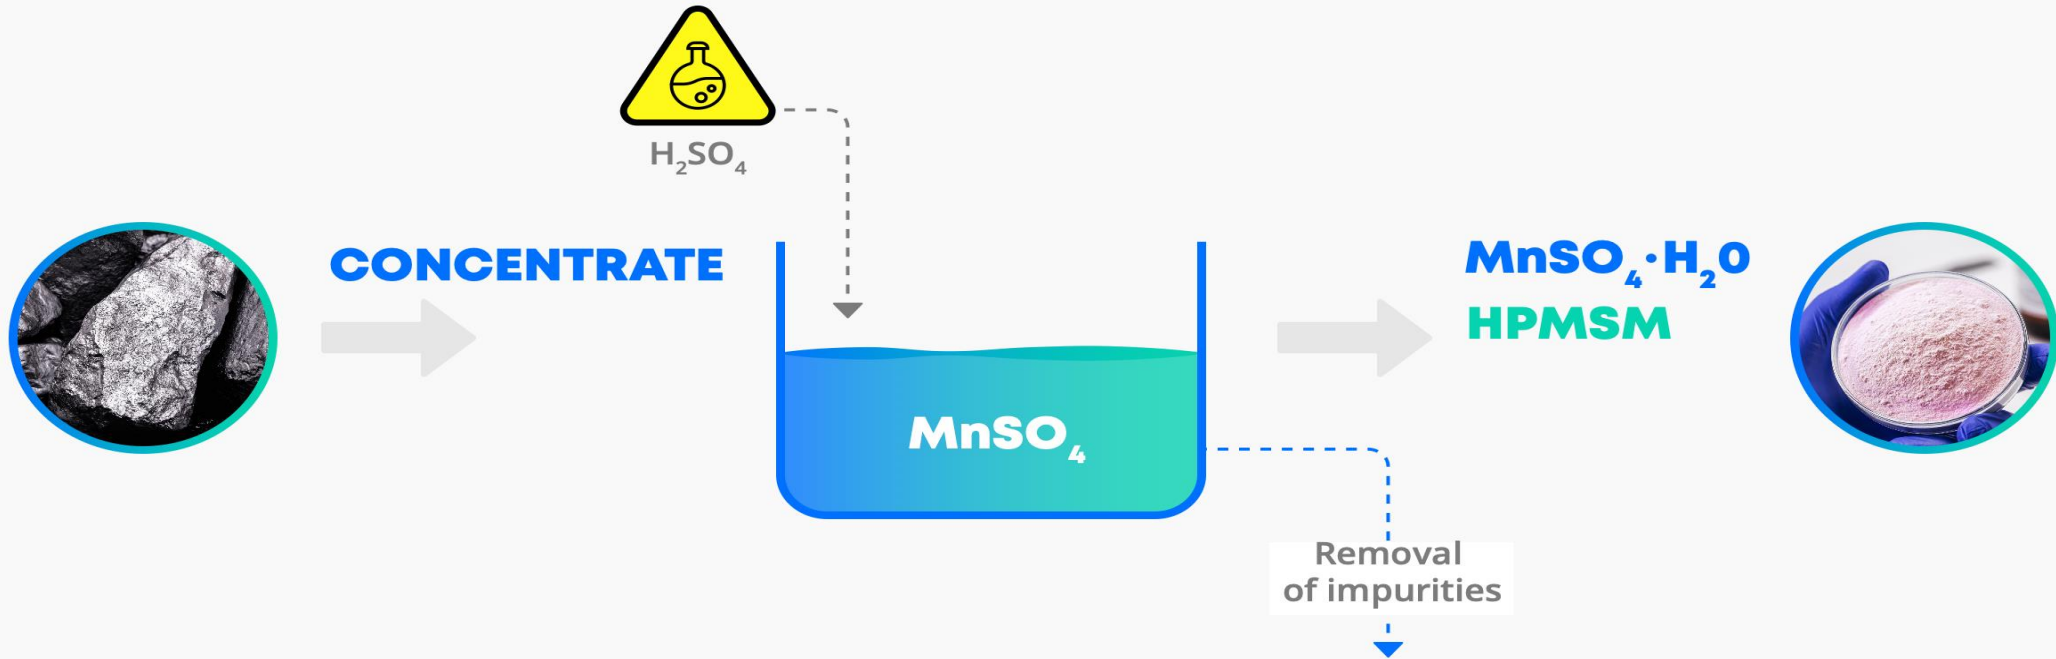 H₂SO₄
CONCENTRATE
MnSO₄·H₂0
HPMSM
MnSO₄
Removal
of impurities